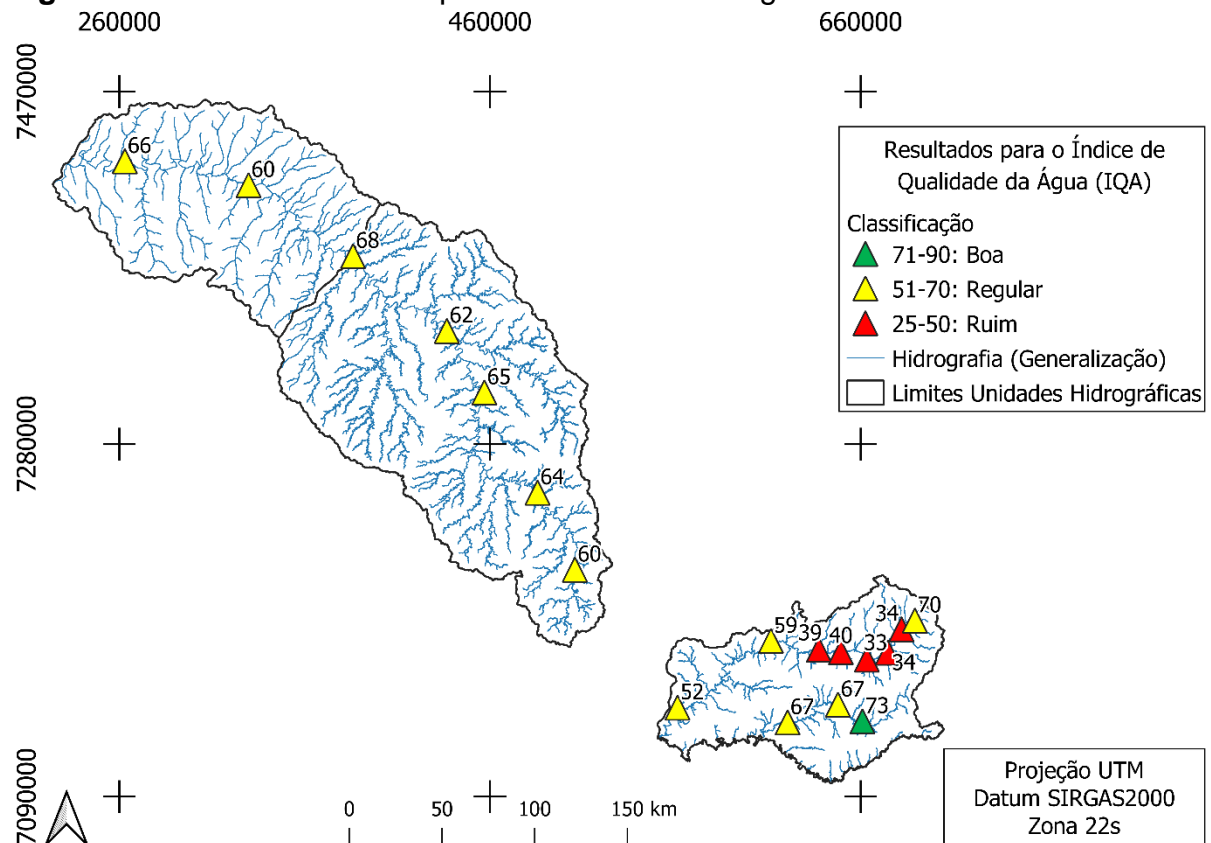 260000 460000 660000
7470000
66
60
68
62
65
64
60
7280000
59
39
40
33
34
34
70
52
67
67
73
7090000
Resultados para o Índice de
Qualidade da Água (IQA)
Classificação
71-90: Boa
51-70: Regular
25-50: Ruim
Hidrografia (Generalização)
Limites Unidades Hidrográficas
0 50 100 150 km
Projeção UTM
Datum SIRGAS2000
Zona 22s